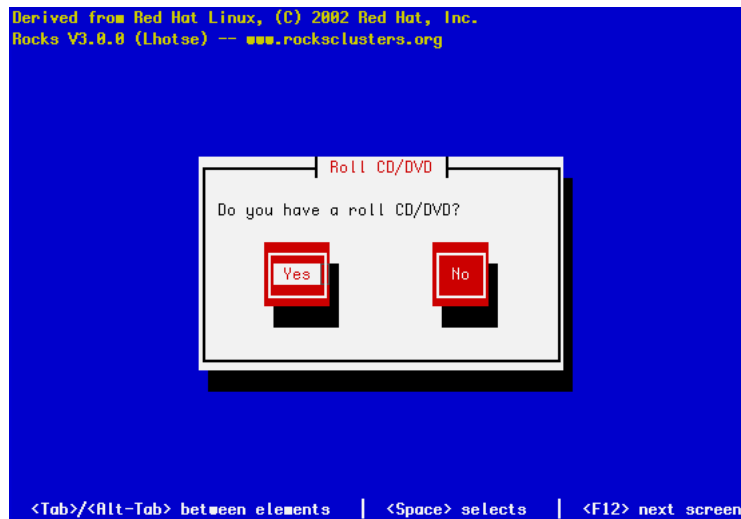 Derived from Red Hat Linux, (C) 2002 Red Hat, Inc.
Rocks V3.0.0 (Lhotse) -- www.rocksclusters.org
Roll CD/DVD
Do you have a roll CD/DVD?
Yes No
<Tab>/<Alt-Tab> between elements | <Space> selects | <F12> next screen